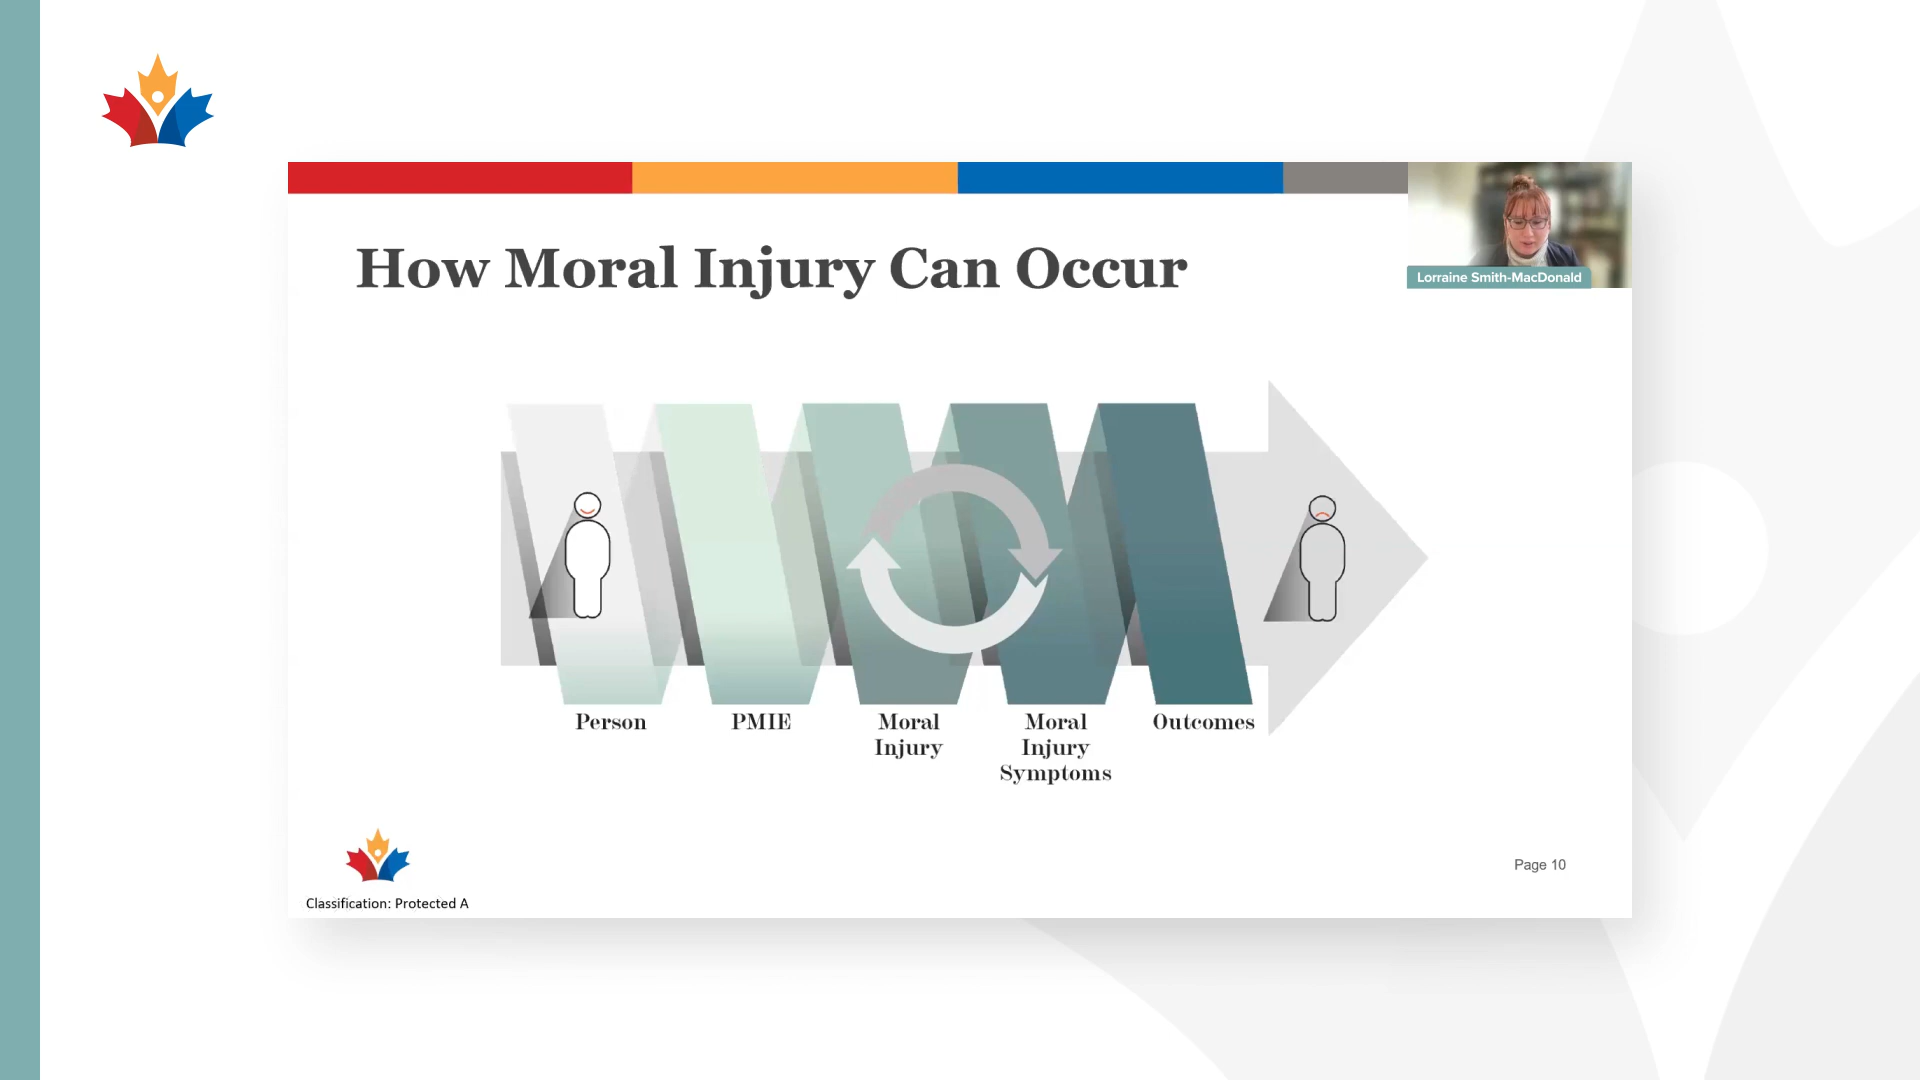 How Moral Injury Can Occur
Lorraine Smith-MacDonald
Person
PMIE
Moral
Injury
Moral
Injury
Symptoms
Outcomes
Page 10
Classification: Protected A